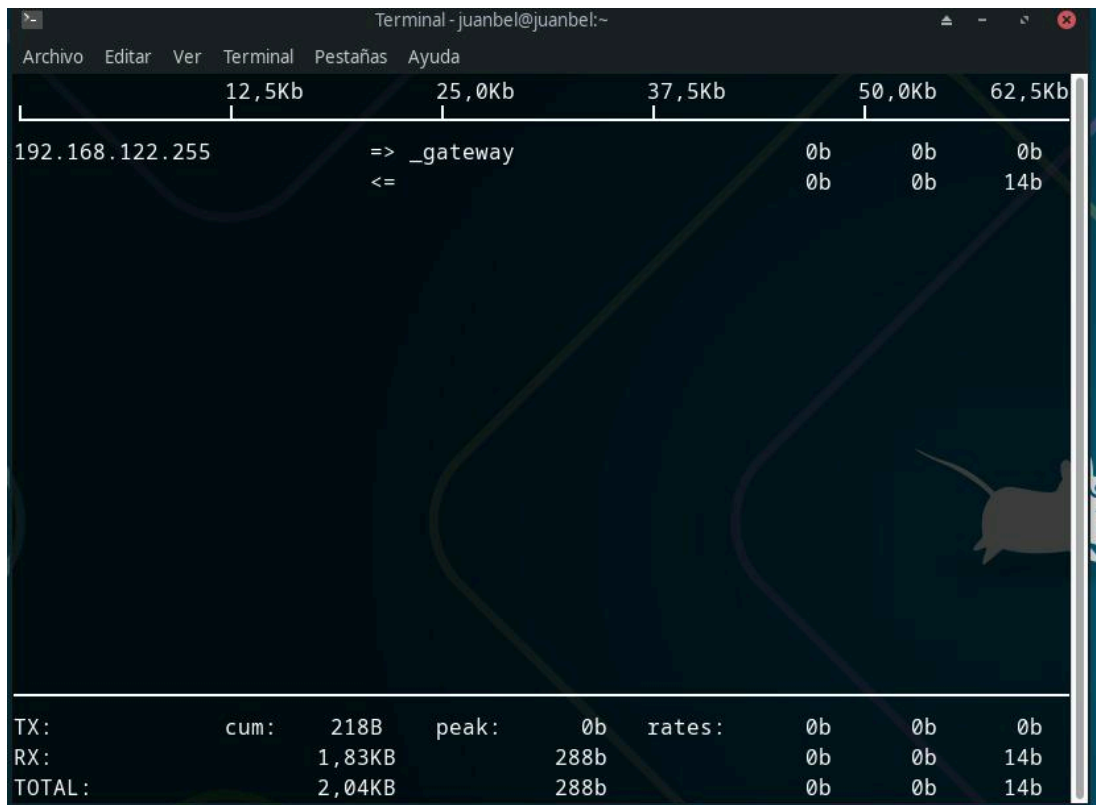 Terminal - juanbel@juanbel:~
Archivo Editar Ver Terminal Pestañas Ayuda
12,5Kb 25,0Kb 37,5Kb 50,0Kb 62,5Kb
192.168.122.255 => _gateway 0b 0b 0b
<= 0b 0b 14b
TX: cum: 218B peak: 0b rates: 0b 0b 0b
RX: 1,83KB 288b 0b 0b 14b
TOTAL: 2,04KB 288b 0b 0b 14b